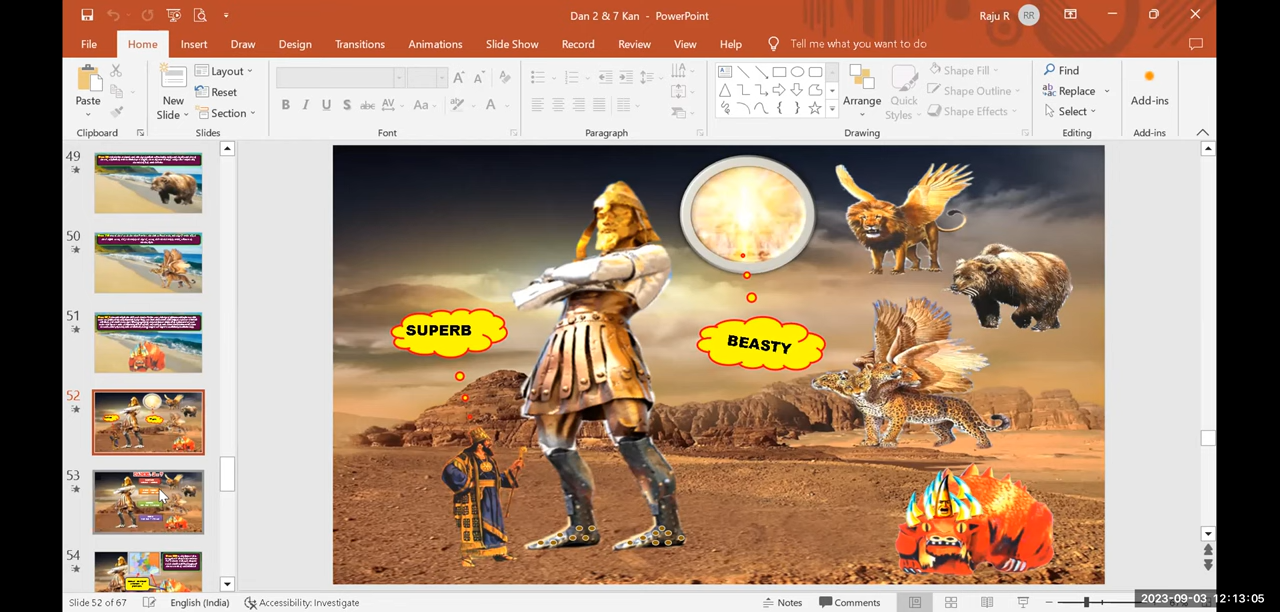 Dan 2 & 7 Kan - PowerPoint
Raju R
RR
File
Home
Insert
Draw
Design
Transitions
Animations
Slide Show
Record
Review
View
Help
Tell me what you want to do
Paste
New
Slide
Layout
Reset
Section
Arrange
Quick
Styles
Shape Fill
Shape Outline
Shape Effects
Find
Replace
Select
Add-ins
Clipboard
Slides
Font
Paragraph
Drawing
Editing
Add-ins
49
50
51
52
53
54
SUPERB
BEASTY
Slide 52 of 67
English (India)
Accessibility: Investigate
Notes
Comments
2023-09-03 12:13:05